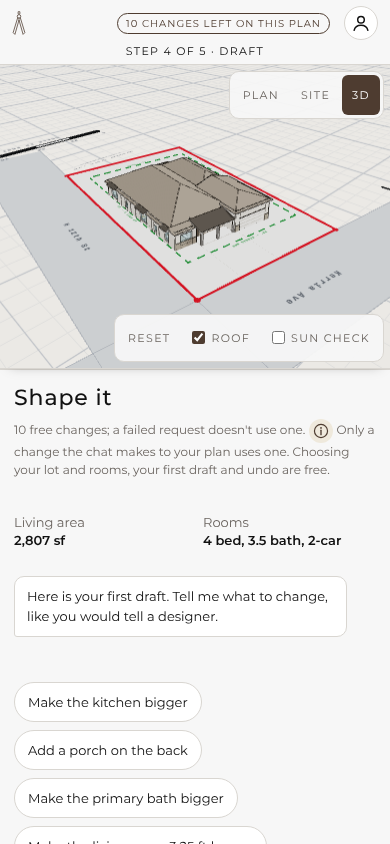 10 CHANGES LEFT ON THIS PLAN
STEP 4 OF 5 · DRAFT
PLAN SITE 3D
RESET ROOF SUN CHECK
Shape it
10 free changes; a failed request doesn't use one. Only a
change the chat makes to your plan uses one. Choosing
your lot and rooms, your first draft and undo are free.
Living area
2,807 sf
Rooms
4 bed, 3.5 bath, 2-car
Here is your first draft. Tell me what to change,
like you would tell a designer.
Make the kitchen bigger
Add a porch on the back
Make the primary bath bigger